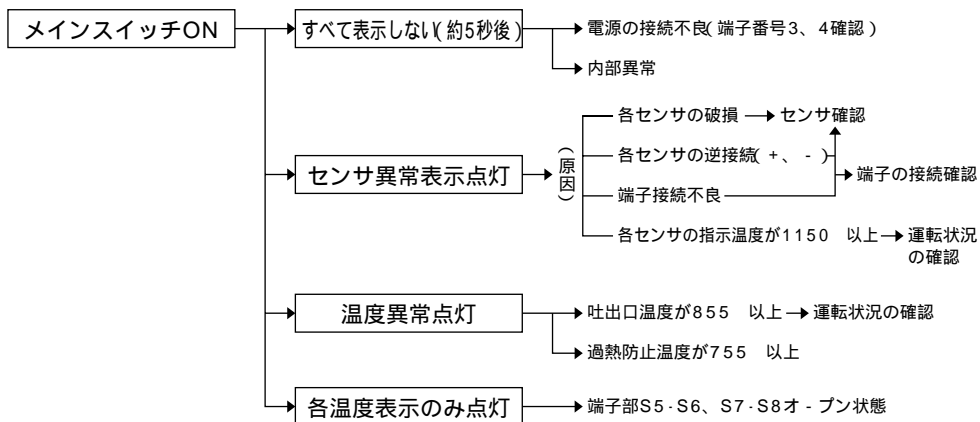 メインスイッチON
すべて表示しない(約5秒後)
電源の接続不良(端子番号3、4確認)
内部異常
センサ異常表示点灯
(原因)
各センサの破損
センサ確認
各センサの逆接続(+、-)
端子の接続確認
端子接続不良
各センサの指示温度が1150 以上
運転状況
の確認
温度異常点灯
吐出口温度が855 以上
運転状況の確認
過熱防止温度が755 以上
各温度表示のみ点灯
端子部S5-S6、S7-S8オ-プン状態